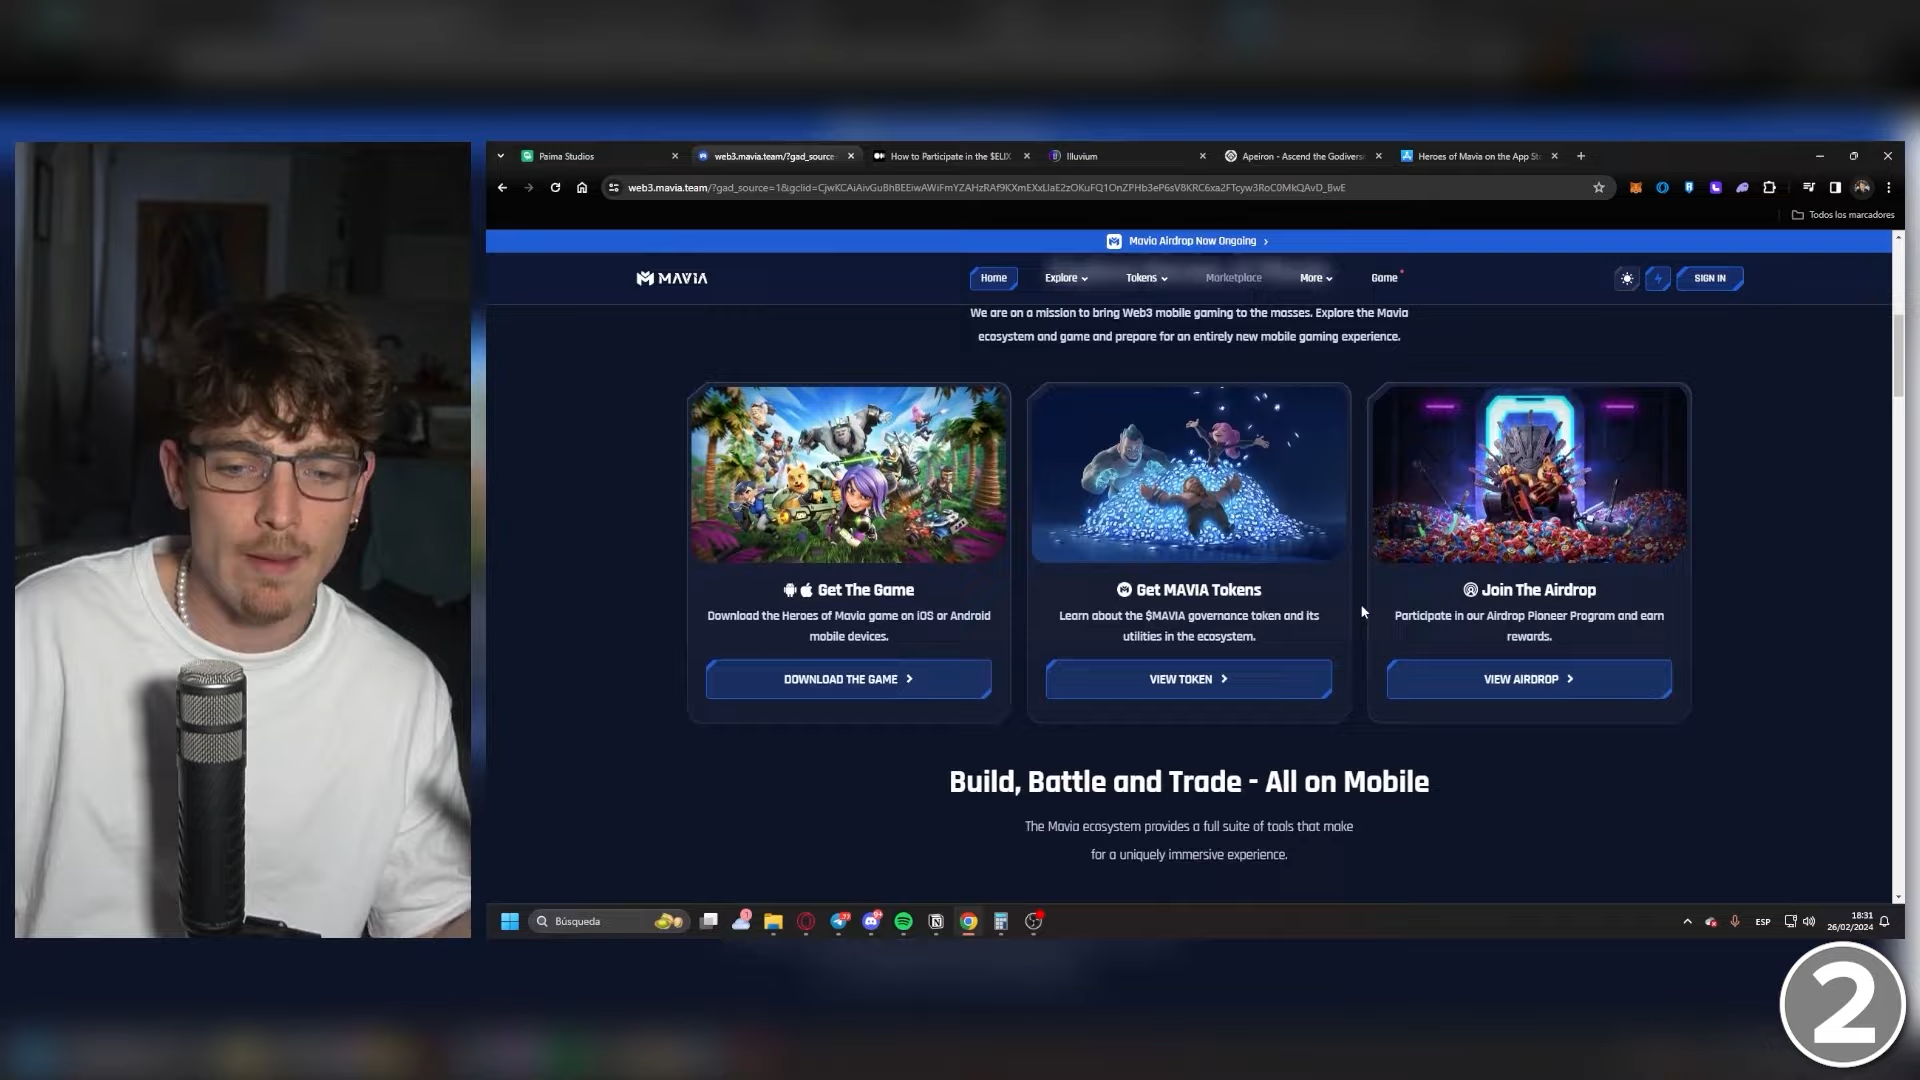 Paima Studios
web3.mavia.team/?gad_source
How to Participate in the $ELIX
Illuvium
Apeiron - Ascend the Godivers
Heroes of Mavia on the App St
Todos los marcadores
Mavia Airdrop Now Ongoing
MAVIA
Home
Explore
Tokens
Marketplace
More
Game
SIGN IN
We are on a mission to bring Web3 mobile gaming to the masses. Explore the Mavia
ecosystem and game and prepare for an entirely new mobile gaming experience.
Get The Game
Download the Heroes of Mavia game on iOS or Android
mobile devices.
DOWNLOAD THE GAME
Get MAVIA Tokens
Learn about the $MAVIA governance token and its
utilities in the ecosystem.
VIEW TOKEN
Join The Airdrop
Participate in our Airdrop Pioneer Program and earn
rewards.
VIEW AIRDROP
Build, Battle and Trade - All on Mobile
The Mavia ecosystem provides a full suite of tools that make
for a uniquely immersive experience.
Búsqueda
ESP
18:31
26/02/2024
2